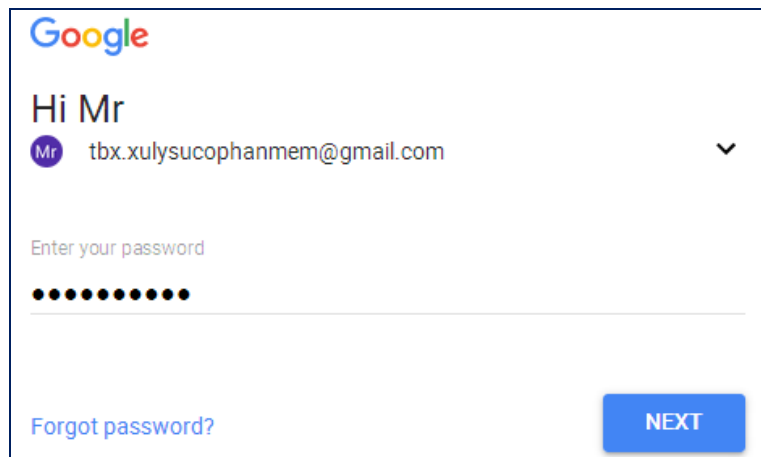 Google
Hi Mr
Mr tbx.xulysucophanmem@gmail.com
Enter your password
••••••••••
Forgot password?
NEXT